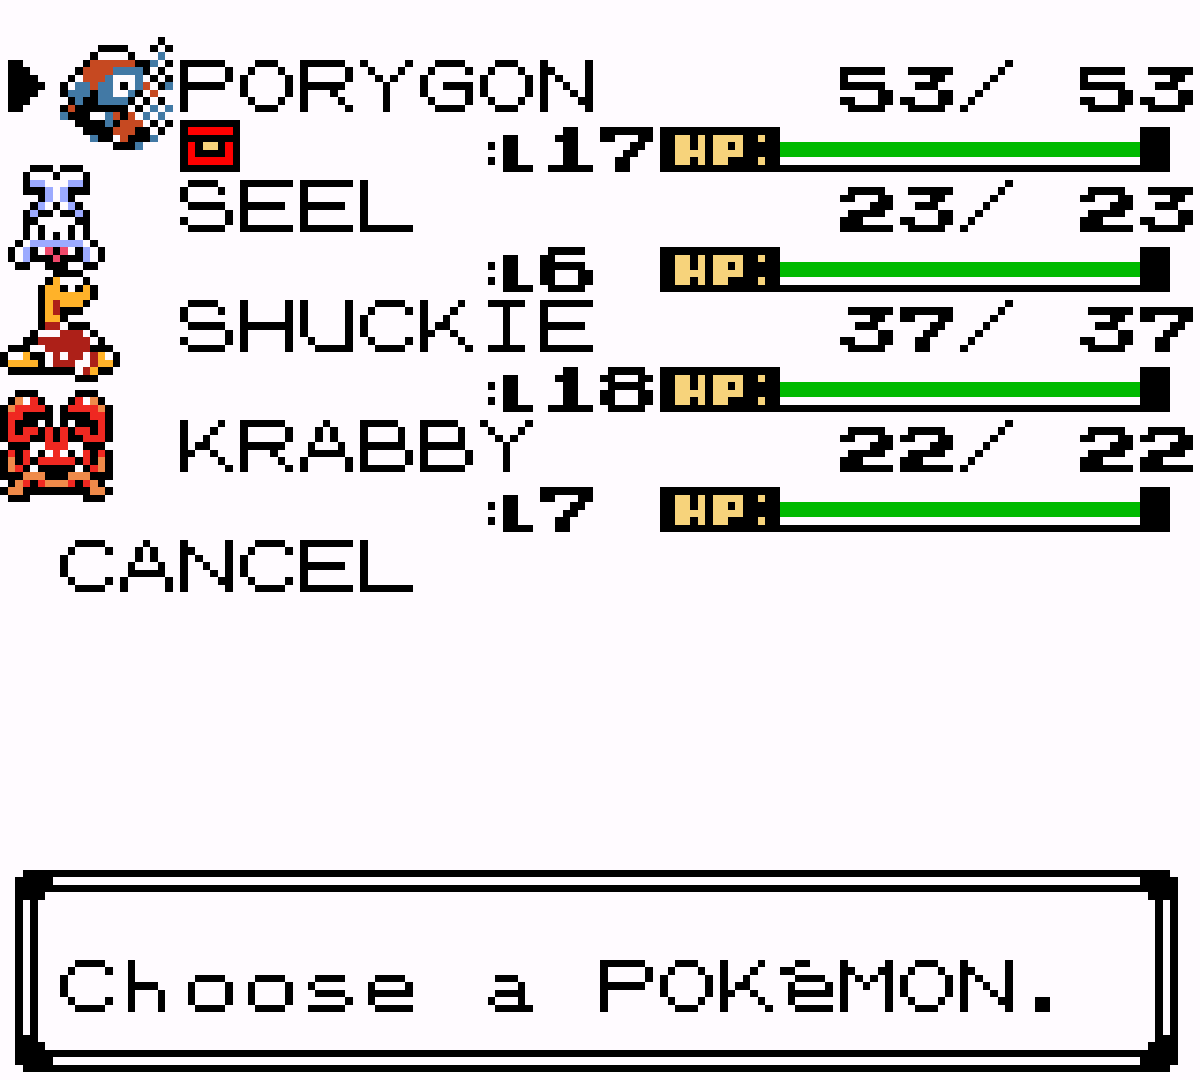 PORYGON 53/ 53
:L17 HP:
SEEL 23/ 23
:L6 HP:
SHUCKIE 37/ 37
:L18 HP:
KRABBY 22/ 22
:L7 HP:
CANCEL
Choose a POKéMON.